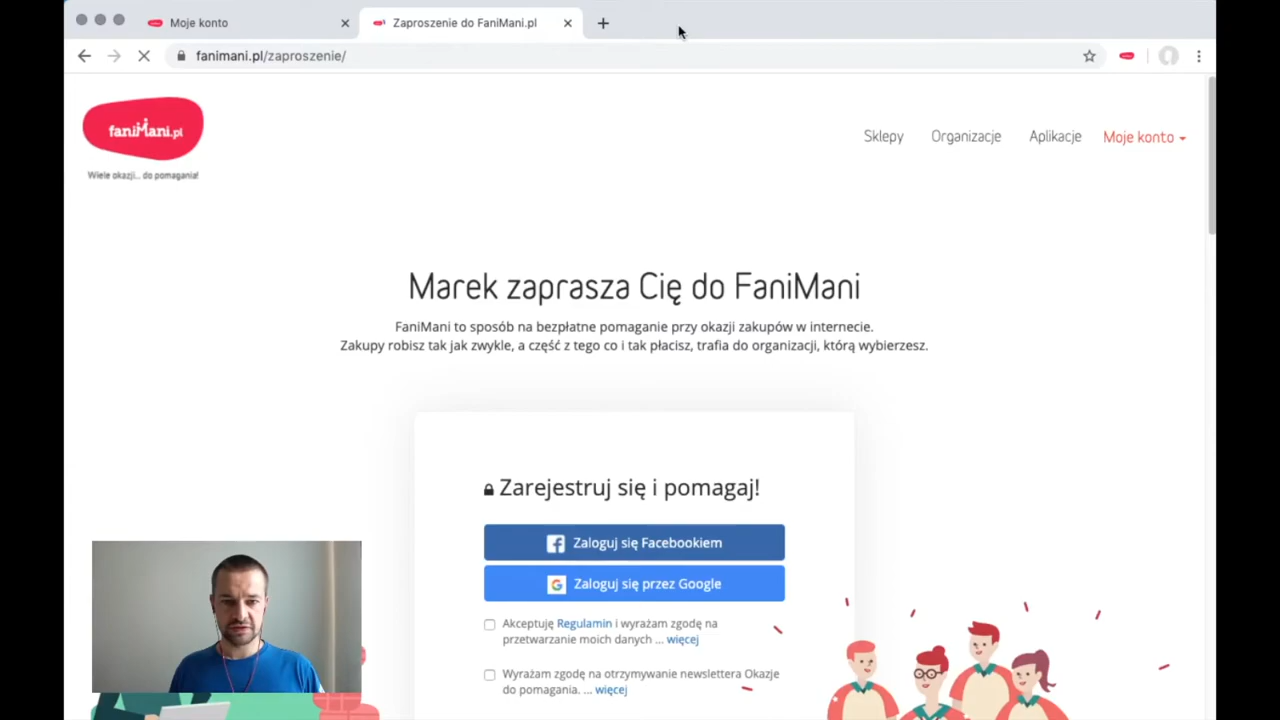 Moje konto
Zaproszenie do FaniMani.pl
fanimani.pl/zaproszenie/
faniMani.pl
Wiele okazji... do pomagania!
Sklepy
Organizacje
Aplikacje
Moje konto
Marek zaprasza Cię do FaniMani
FaniMani to sposób na bezpłatne pomaganie przy okazji zakupów w internecie.
Zakupy robisz tak jak zwykle, a część z tego co i tak płacisz, trafia do organizacji, którą wybierzesz.
Zarejestruj się i pomagaj!
Zaloguj się Facebookiem
Zaloguj się przez Google
Akceptuję Regulamin i wyrażam zgodę na
przetwarzanie moich danych ... więcej
Wyrażam zgodę na otrzymywanie newslettera Okazje
do pomagania. ... więcej